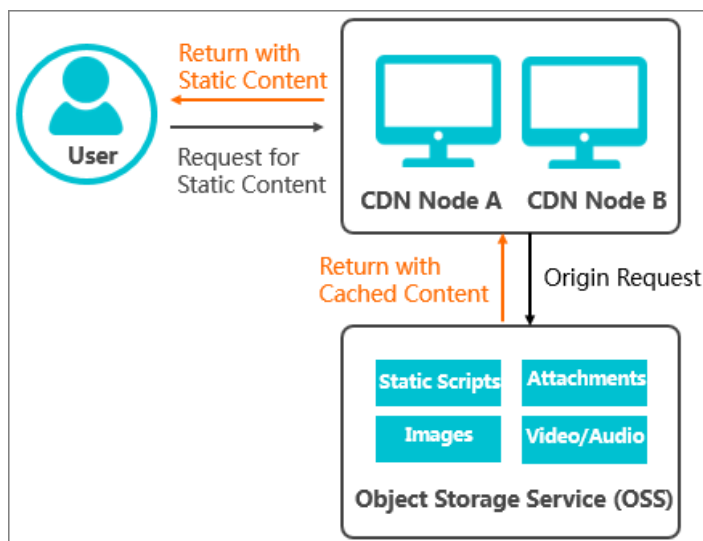 Return with
Static Content
User
Request for
Static Content
CDN Node A
CDN Node B
Return with
Cached Content
Origin Request
Static Scripts
Attachments
Images
Video/Audio
Object Storage Service (OSS)